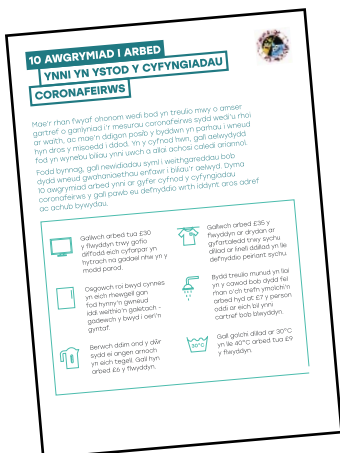 10 AWGRYMIAD I ARBED
YNNI YN YSTOD Y CYFYNGIADAU
CORONAFEIRWS
Mae'r rhan fwyaf ohonom wedi bod yn treulio mwy o amser
gartref o ganlyniad i'r mesurau coronafeirws sydd wedi'u rhoi
ar waith, ac mae'n ddigon posib y byddwn yn parhau i wneud
hyn dros y misoedd i ddod. Yn y cyfnod hwn, gall aelwydydd
fod yn wynebu biliau ynni uwch a allai achosi caledi ariannol.
Fodd bynnag, gall newidiadau syml i weithgareddau bob
dydd wneud gwahaniaethau enfawr i biliau'r aelwyd. Dyma
10 awgrymiad arbed ynni ar gyfer cyfnod y cyfyngiadau
coronafeirws y gall pawb eu defnyddio wrth iddynt aros adref
ac achub bywydau.
Gallwch arbed tua £30
y flwyddyn trwy gofio
diffodd eich cyfarpar yn
hytrach na gadael nhw yn y
modd parod.
Gallwch arbed £35 y
flwyddyn ar drydan ar
gyfartaledd trwy sychu
dillad ar linell ddillad yn lle
defnyddio peiriant sychu.
Osgowch roi bwyd cynnes
yn eich rhewgell gan
fod hynny'n gwneud
iddi weithio'n galetach -
gadewch y bwyd i oeri'n
gyntaf.
Bydd treulio munud yn llai
yn y cawod bob dydd fel
rhan o'ch trefn ymolchi'n
arbed hyd at £7 y person
oddi ar eich bil ynni
cartref bob blwyddyn.
Berwch ddim ond y dŵr
sydd ei angen arnoch
yn eich tegell. Gall hyn
arbed £6 y flwyddyn.
30°C
Gall golchi dillad ar 30°C
yn lle 40°C arbed tua £9
y flwyddyn.